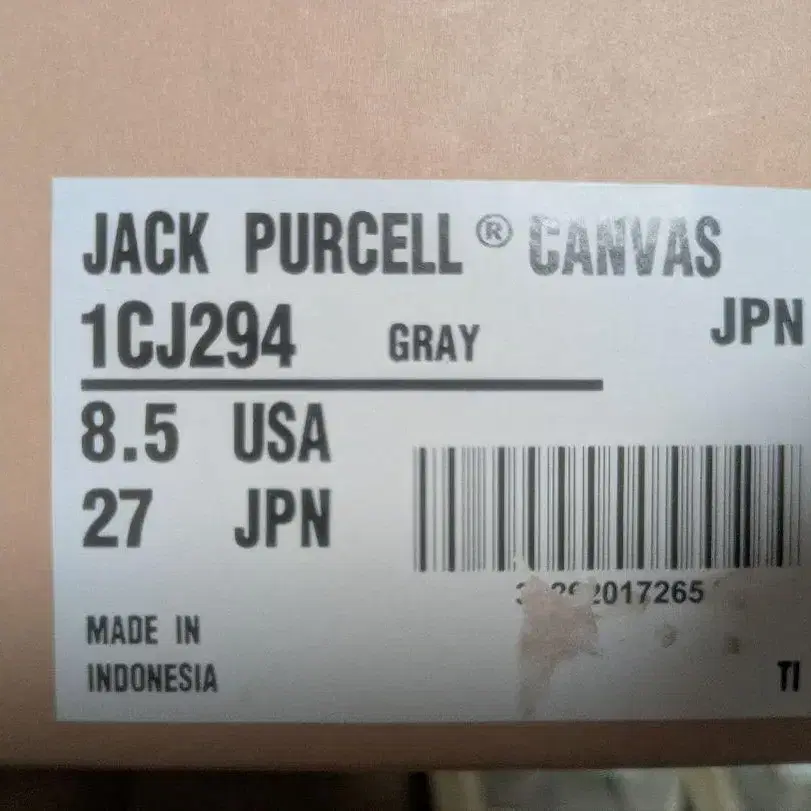 JACK PURCELL® CANVAS
1CJ294 GRAY JPN
8.5 USA
27 JPN
2017265
MADE IN
INDONESIA
TI